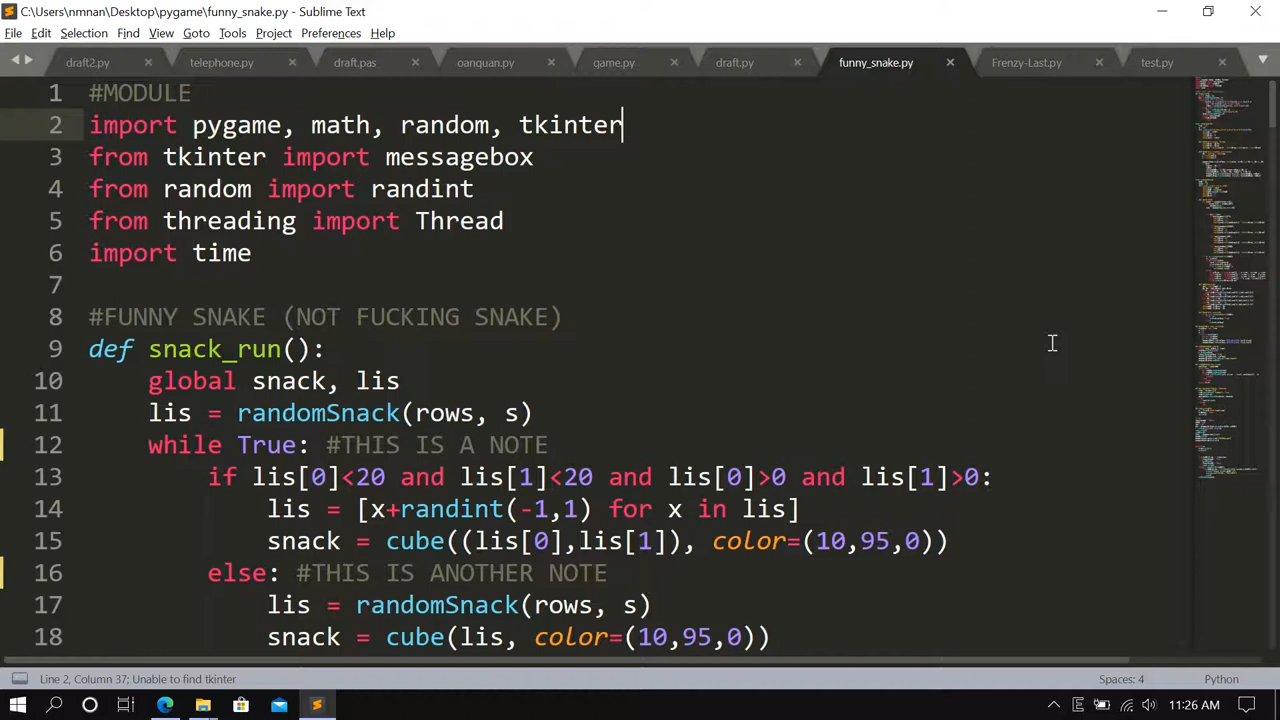 C:\Users\nmnan\Desktop\pygame\funny_snake.py - Sublime Text
File Edit Selection Find View Goto Tools Project Preferences Help
draft2.py telephone.py draft.pas oanquan.py game.py draft.py funny_snake.py Frenzy-Last.py test.py
1 #MODULE
2 import pygame, math, random, tkinter
3 from tkinter import messagebox
4 from random import randint
5 from threading import Thread
6 import time
7
8 #FUNNY SNAKE (NOT FUCKING SNAKE)
9 def snack_run():
10 global snack, lis
11 lis = randomSnack(rows, s)
12 while True: #THIS IS A NOTE
13 if lis[0]<20 and lis[1]<20 and lis[0]>0 and lis[1]>0:
14 lis = [x+randint(-1,1) for x in lis]
15 snack = cube((lis[0],lis[1]), color=(10,95,0))
16 else: #THIS IS ANOTHER NOTE
17 lis = randomSnack(rows, s)
18 snack = cube(lis, color=(10,95,0))
Line 2, Column 37; Unable to find tkinter Spaces: 4 Python
11:26 AM